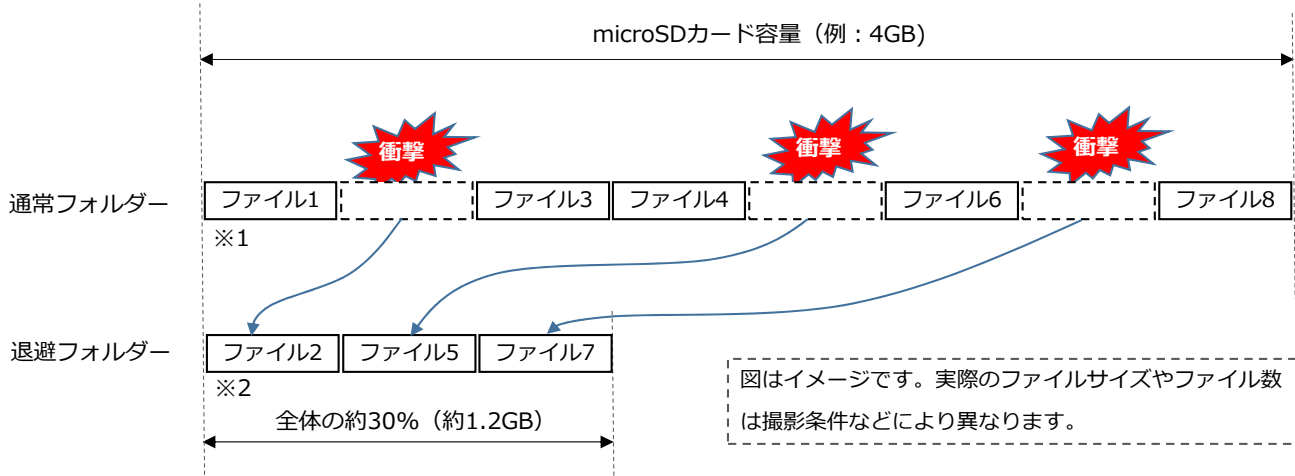 microSDカード容量（例：4GB)
衝撃 衝撃 衝撃
通常フォルダー ファイル1 ファイル3 ファイル4 ファイル6 ファイル8
※1
退避フォルダー ファイル2 ファイル5 ファイル7
※2
全体の約30%（約1.2GB）
図はイメージです。実際のファイルサイズやファイル数
は撮影条件などにより異なります。